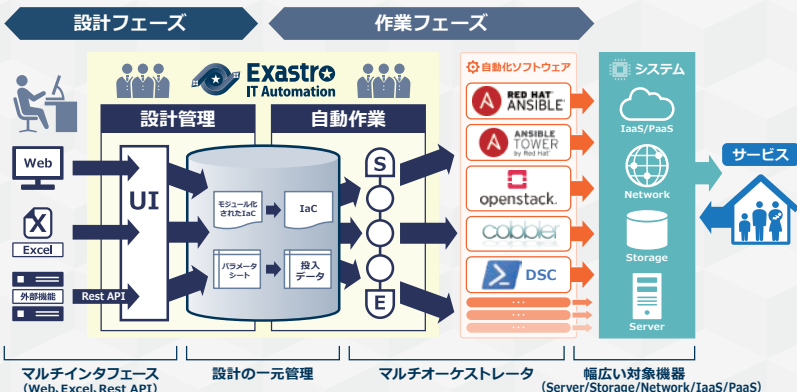 設計フェーズ
作業フェーズ
Exastro
IT Automation
設計管理
自動作業
Web
Excel
外部機能
Rest API
UI
モジュール化
されたIaC
IaC
パラメータ
シート
投入
データ
S
E
自動化ソフトウェア
A
RED HAT
ANSIBLE
A
ANSIBLE
TOWER
by Red Hat
openstack.
cobbler
DSC
...
...
...
システム
IaaS/PaaS
Network
Storage
Server
サービス
マルチインタフェース
(Web、Excel、Rest API)
設計の一元管理
マルチオーケストレータ
幅広い対象機器
(Server/Storage/Network/IaaS/PaaS)